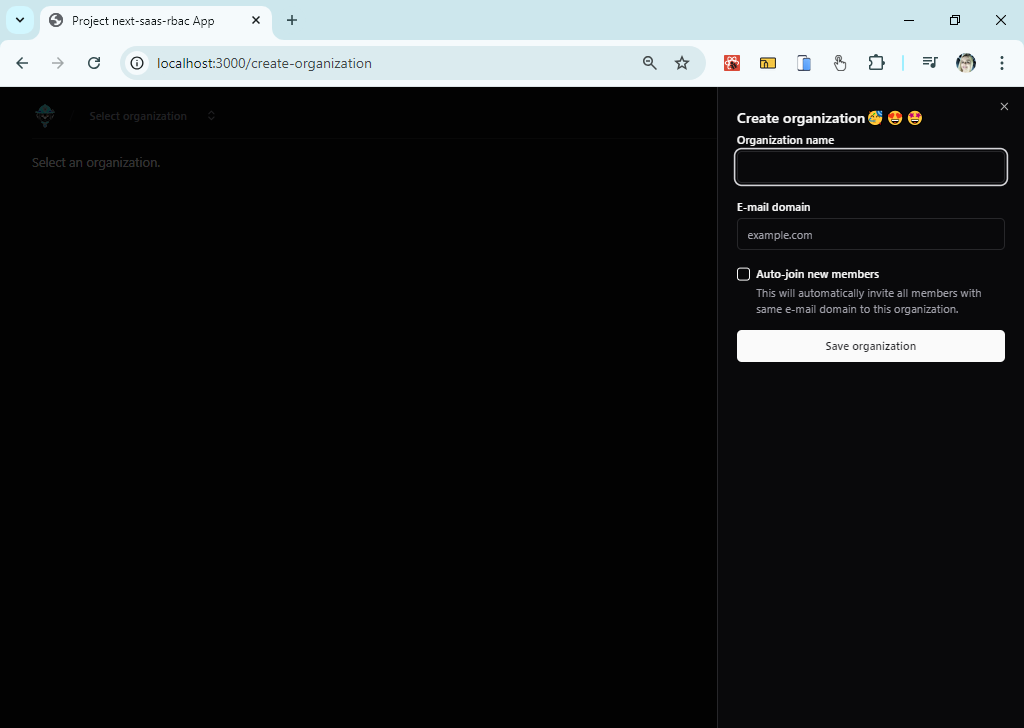 Project next-saas-rbac App
localhost:3000/create-organization
Select organization
Select an organization.
Create organization🥳 😍 🤩
Organization name
E-mail domain
example.com
Auto-join new members
This will automatically invite all members with
same e-mail domain to this organization.
Save organization